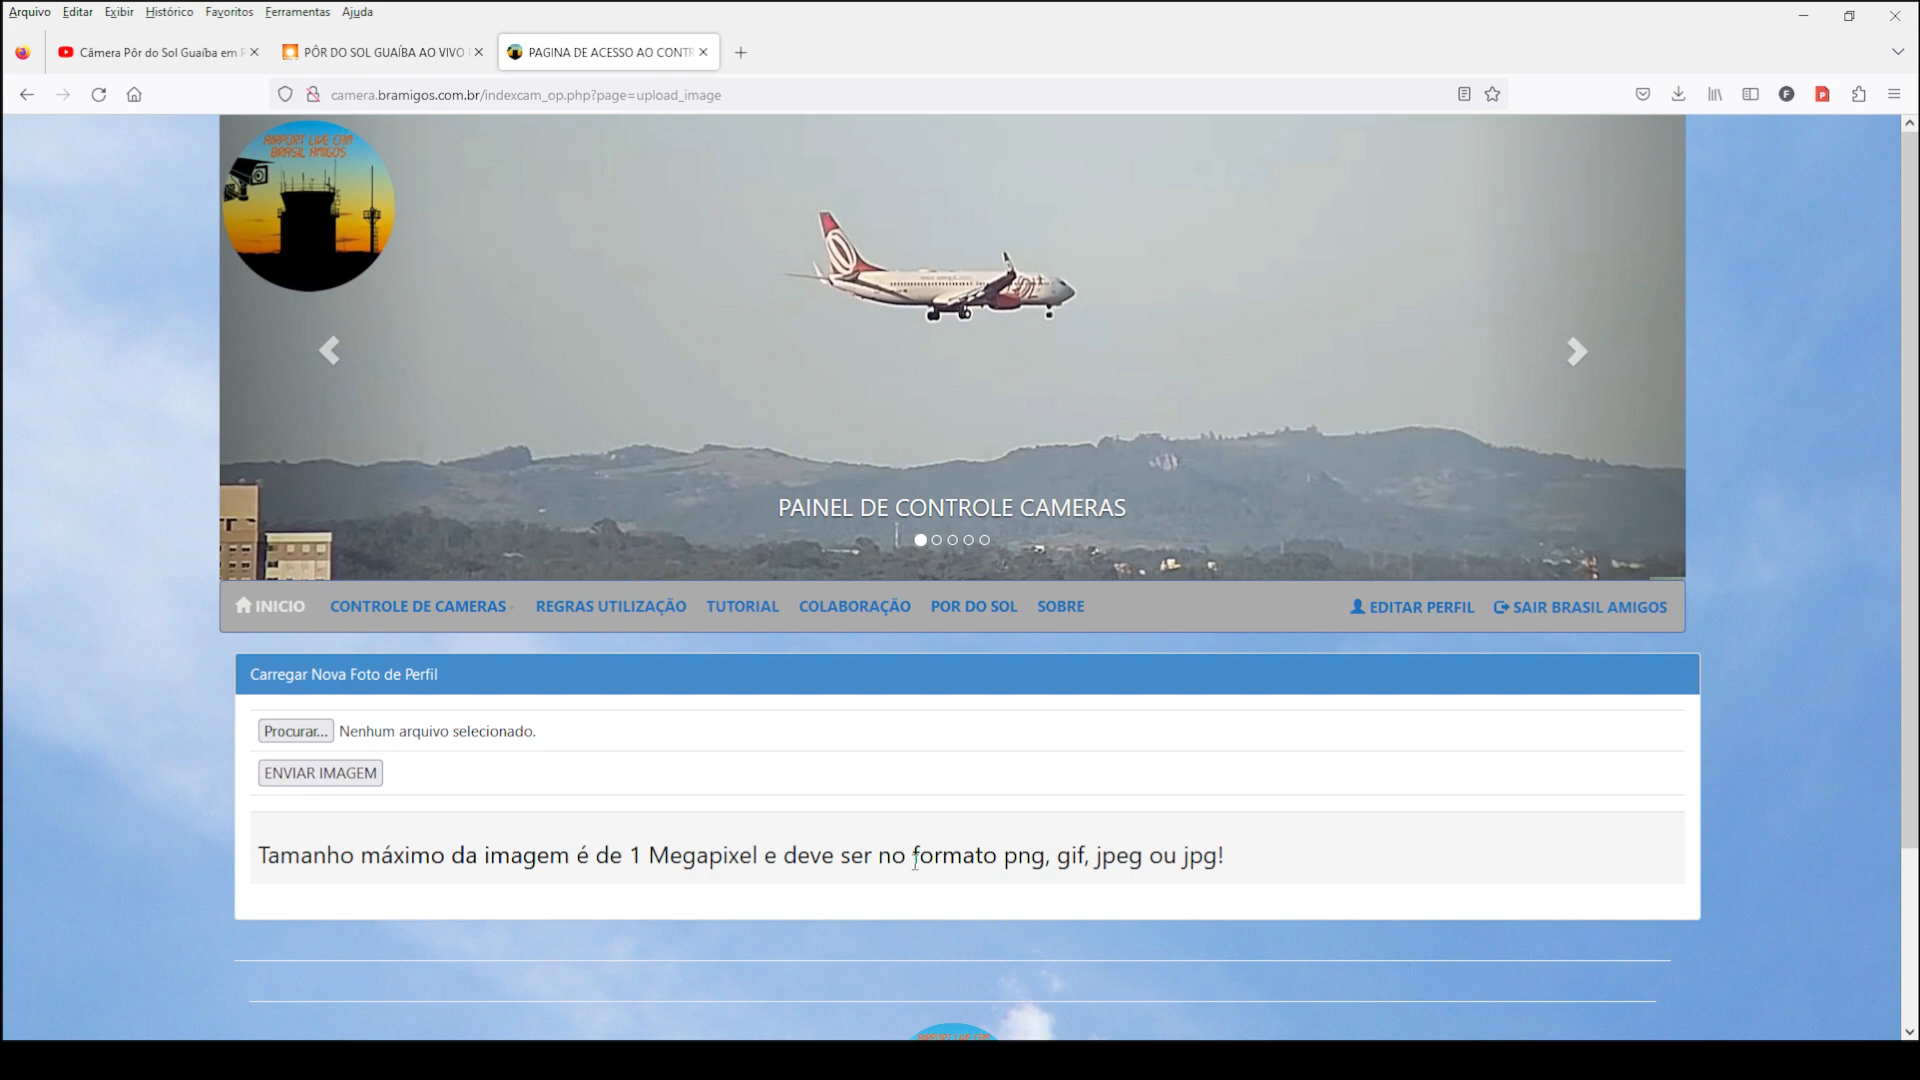 Arquivo Editar Exibir Histórico Favoritos Ferramentas Ajuda
Câmera Pôr do Sol Guaíba em P
PÔR DO SOL GUAÍBA AO VIVO
PAGINA DE ACESSO AO CONTR
camera.bramigos.com.br/indexcam_op.php?page=upload_image
AIRPORT LIVE CAM
BRASIL AMIGOS
PAINEL DE CONTROLE CAMERAS
INICIO CONTROLE DE CAMERAS REGRAS UTILIZAÇÃO TUTORIAL COLABORAÇÃO POR DO SOL SOBRE EDITAR PERFIL SAIR BRASIL AMIGOS
Carregar Nova Foto de Perfil
Procurar... Nenhum arquivo selecionado.
ENVIAR IMAGEM
Tamanho máximo da imagem é de 1 Megapixel e deve ser no formato png, gif, jpeg ou jpg!
AIRPORT LIVE CAM